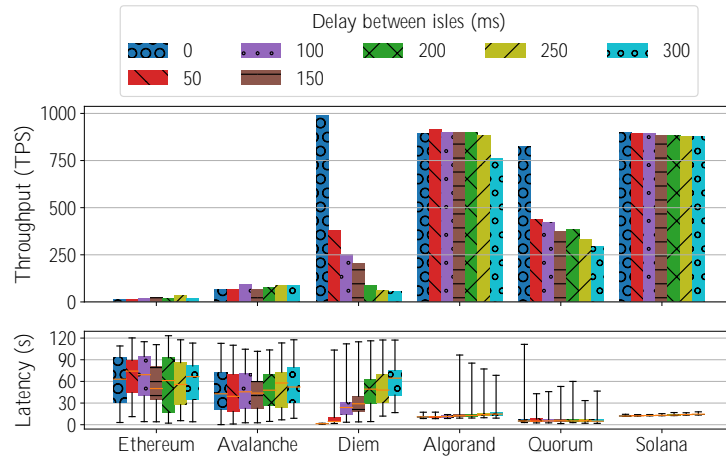 Delay between isles (ms)
0 100 200 250 300
50 150
Throughput (TPS)
1000
750
500
250
0
Latency (s)
120
90
60
30
0
Ethereum Avalanche Diem Algorand Quorum Solana